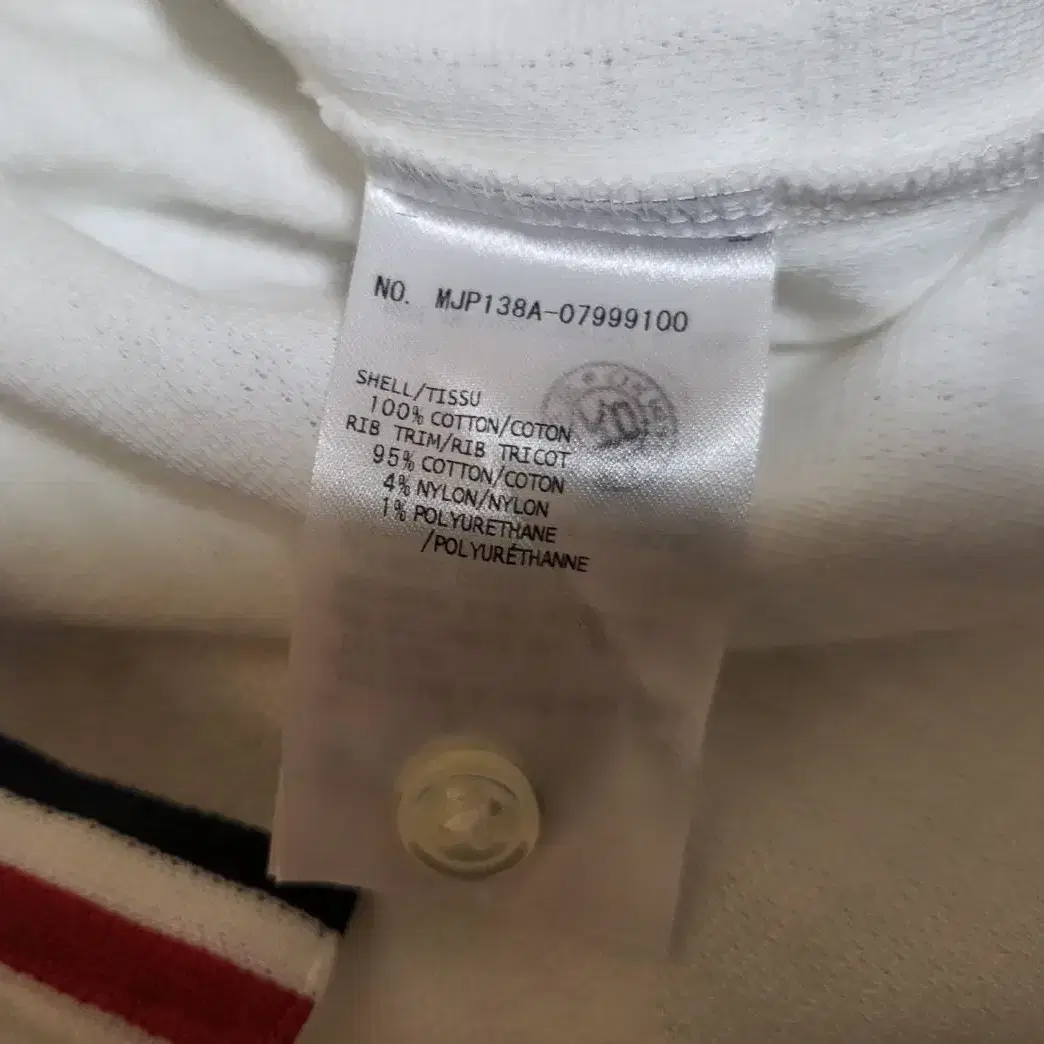 NO. MJP138A-07999100
SHELL/TISSU
100% COTTON/COTON
RIB TRIM/RIB TRICOT
95% COTTON/COTON
4% NYLON/NYLON
1% POLYURETHANE
/POLYURÉTHANNE